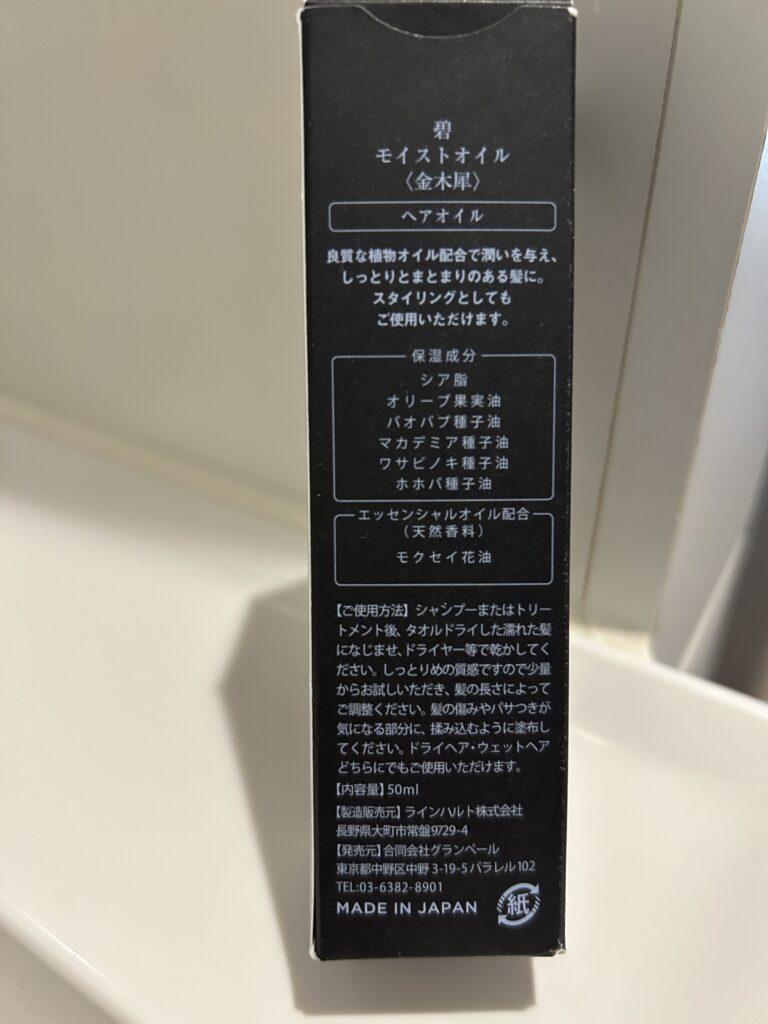 碧
モイストオイル
〈金木犀〉
ヘアオイル
良質な植物オイル配合で潤いを与え、
しっとりとまとまりのある髪に。
スタイリングとしても
ご使用いただけます。
保湿成分
シア脂
オリーブ果実油
バオバブ種子油
マカデミア種子油
ワサビノキ種子油
ホホバ種子油
エッセンシャルオイル配合
（天然香料）
モクセイ花油
【ご使用方法】シャンプーまたはトリー
トメント後、タオルドライした濡れた髪
になじませ、ドライヤー等で乾かしてく
ださい。しっとりめの質感ですので少量
からお試しいただき、髪の長さによって
ご調整ください。髪の傷みやパサつきが
気になる部分に、揉み込むように塗布し
てください。ドライヘア・ウェットヘア
どちらにでもご使用いただけます。
【内容量】50ml
【製造販売元】ラインハルト株式会社
長野県大町市常盤9729-4
【発売元】合同会社グランペール
東京都中野区中野3-19-5パラレル102
TEL:03-6382-8901
MADE IN JAPAN
紙